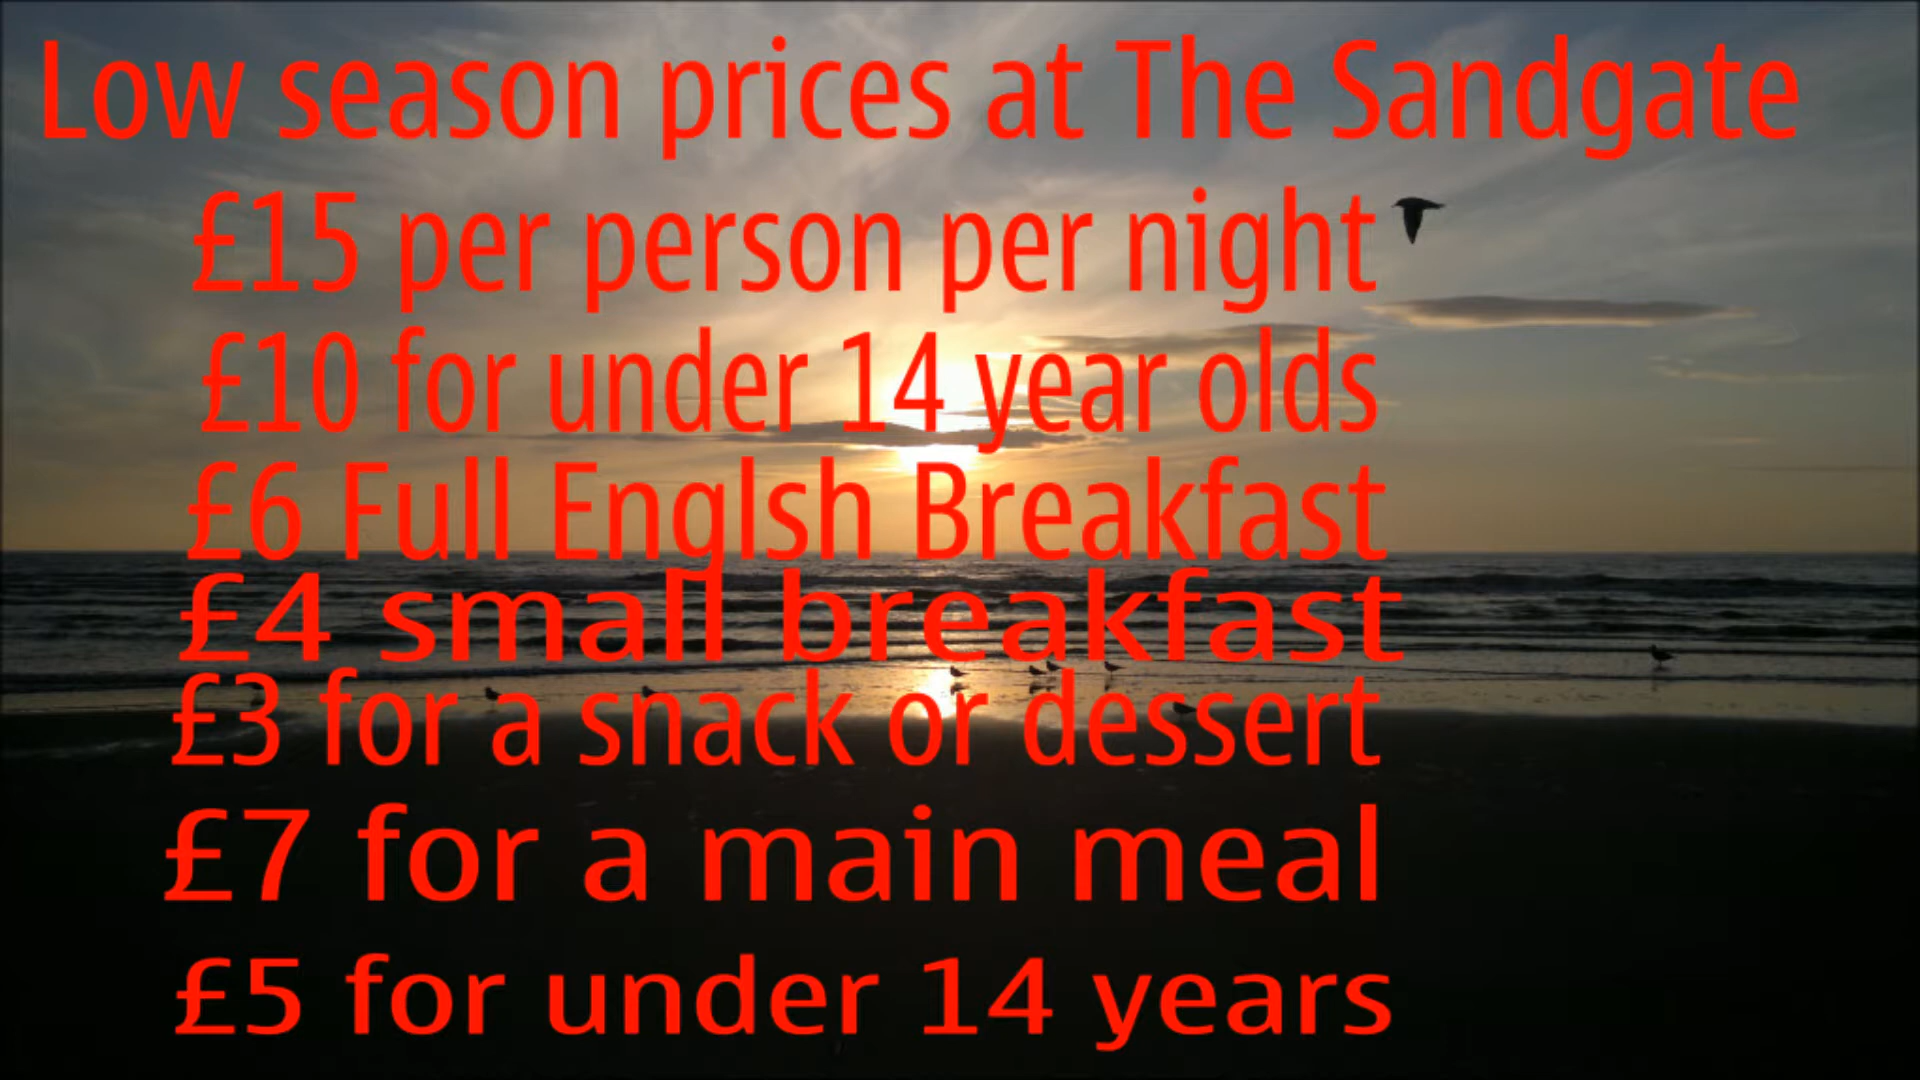 Low season prices at The Sandgate
£15 per person per night
£10 for under 14 year olds
£6 Full Englsh Breakfast
£4 small breakfast
£3 for a snack or dessert
£7 for a main meal
£5 for under 14 years